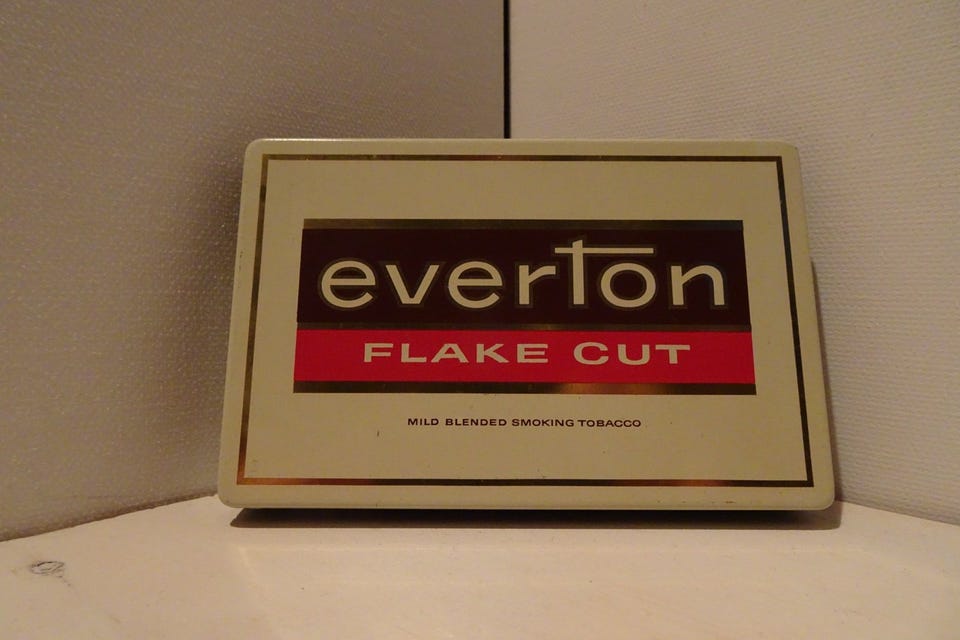 everton
FLAKE CUT
MILD BLENDED SMOKING TOBACCO